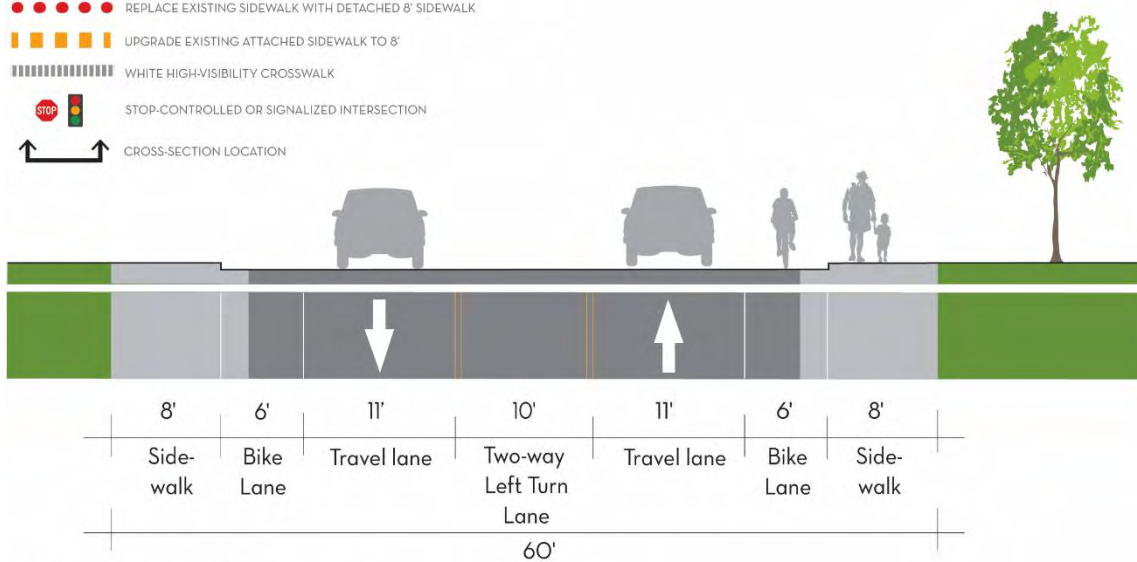 REPLACE EXISTING SIDEWALK WITH DETACHED 8' SIDEWALK
UPGRADE EXISTING ATTACHED SIDEWALK TO 8'
WHITE HIGH-VISIBILITY CROSSWALK
STOP
STOP-CONTROLLED OR SIGNALIZED INTERSECTION
CROSS-SECTION LOCATION
8' 6' 11' 10' 11' 6' 8'
Side- Bike Travel lane Two-way Travel lane Bike Side-
walk Lane Left Turn Lane walk
Lane
60'